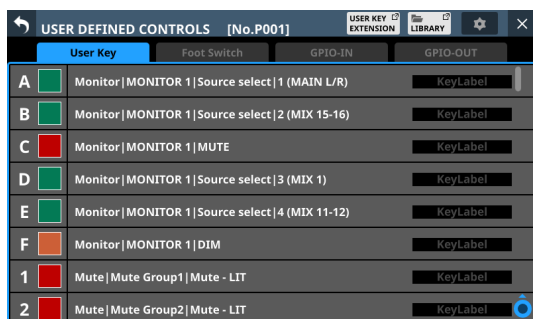 USER DEFINED CONTROLS [No.P001]
USER KEY EXTENSION
LIBRARY
User Key
Foot Switch
GPIO-IN
GPIO-OUT
A Monitor|MONITOR 1|Source select|1 (MAIN L/R) KeyLabel
B Monitor|MONITOR 1|Source select|2 (MIX 15-16) KeyLabel
C Monitor|MONITOR 1|MUTE KeyLabel
D Monitor|MONITOR 1|Source select|3 (MIX 1) KeyLabel
E Monitor|MONITOR 1|Source select|4 (MIX 11-12) KeyLabel
F Monitor|MONITOR 1|DIM KeyLabel
1 Mute|Mute Group1|Mute - LIT KeyLabel
2 Mute|Mute Group2|Mute - LIT KeyLabel